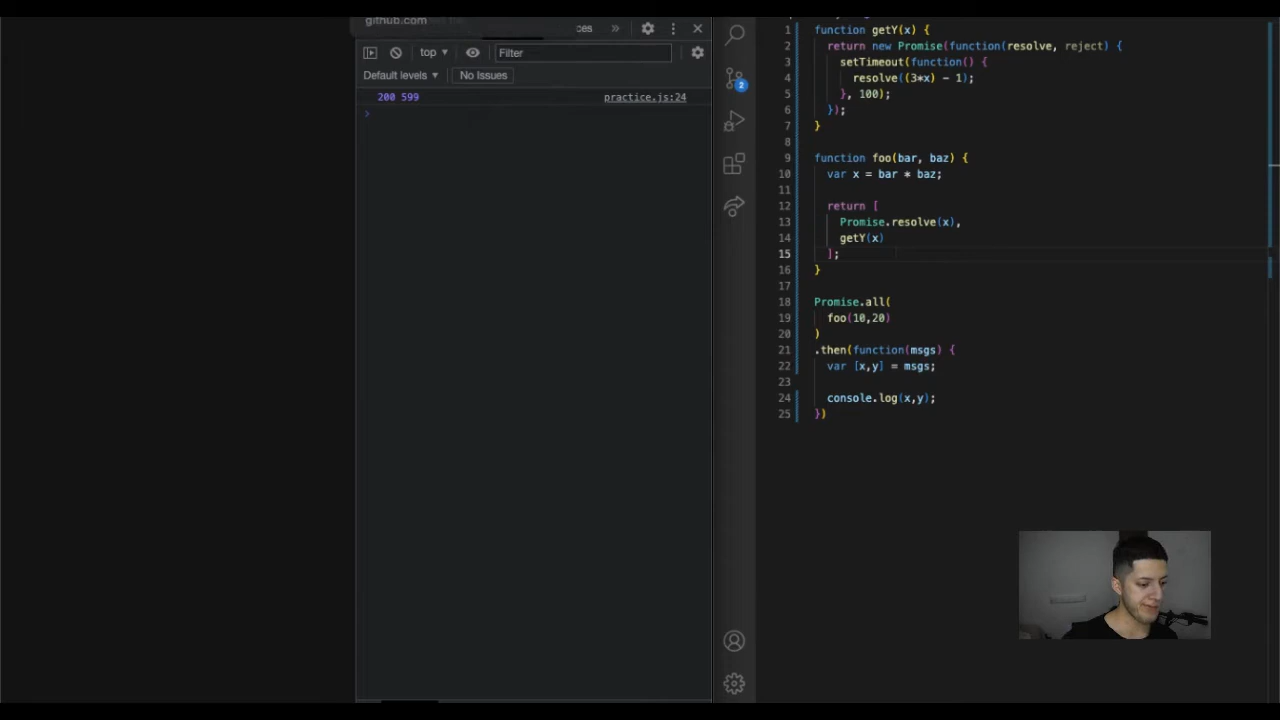 github.com
ces »
top ▼ Filter
Default levels ▼ No Issues
200 599 practice.js:24
>
2
1 function getY(x) {
2 return new Promise(function(resolve, reject) {
3 setTimeout(function() {
4 resolve((3*x) - 1);
5 }, 100);
6 });
7 }
8
9 function foo(bar, baz) {
10 var x = bar * baz;
11
12 return [
13 Promise.resolve(x),
14 getY(x)
15 ];
16 }
17
18 Promise.all(
19 foo(10,20)
20 )
21 .then(function(msgs) {
22 var [x,y] = msgs;
23
24 console.log(x,y);
25 })